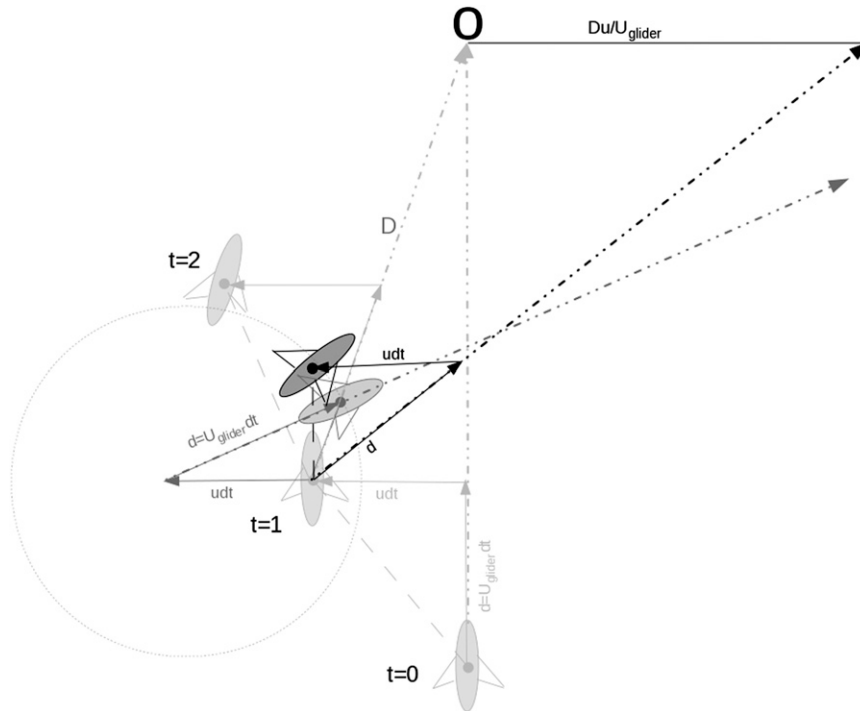 O
Du/U_glider
D
t=2
udt
d=U_glider dt
d
udt
udt
t=1
d=U_glider dt
t=0